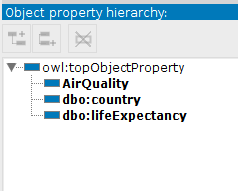 Object property hierarchy:
owl:topObjectProperty
AirQuality
dbo:country
dbo:lifeExpectancy